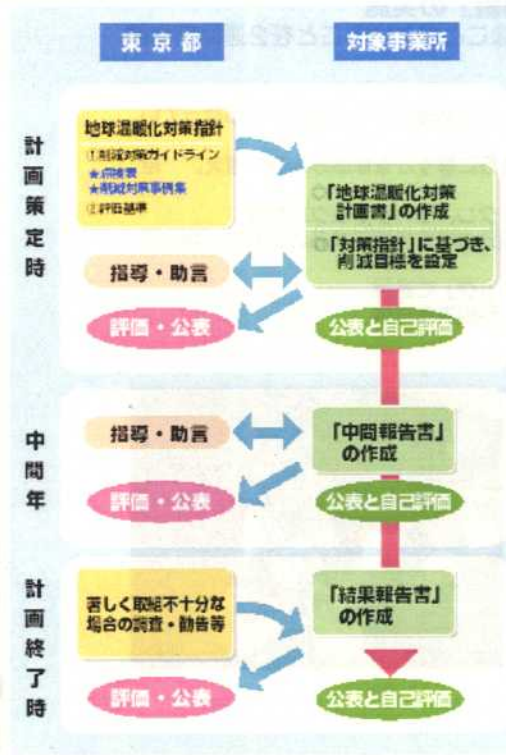 東京都
対象事業所
計画策定時
地球温暖化対策指針
①削減対策ガイドライン
★点検表
★削減対策事例集
②評価基準
「地球温暖化対策
計画書」の作成
「対策指針」に基づき、
削減目標を設定
指導・助言
評価・公表
公表と自己評価
中間年
指導・助言
「中間報告書」
の作成
評価・公表
公表と自己評価
計画終了時
著しく取組不十分な
場合の調査・勧告等
「結果報告書」
の作成
評価・公表
公表と自己評価